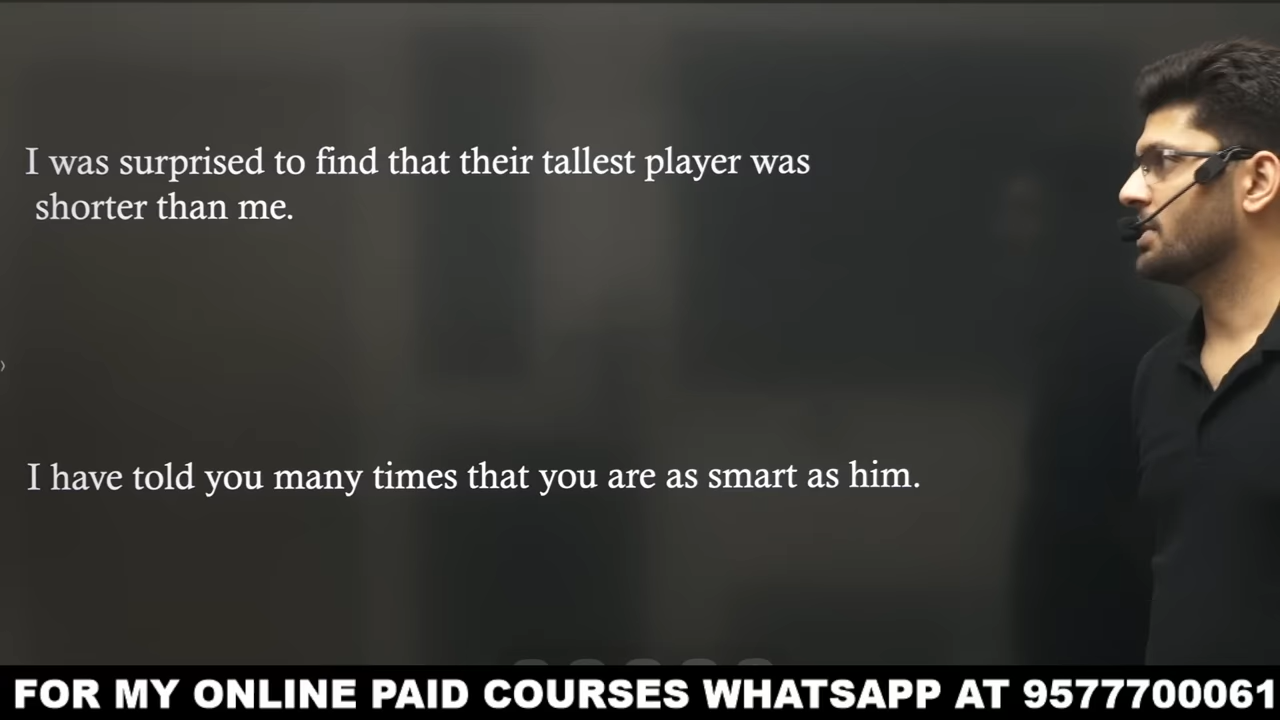 I was surprised to find that their tallest player was
shorter than me.
I have told you many times that you are as smart as him.
FOR MY ONLINE PAID COURSES WHATSAPP AT 9577700061